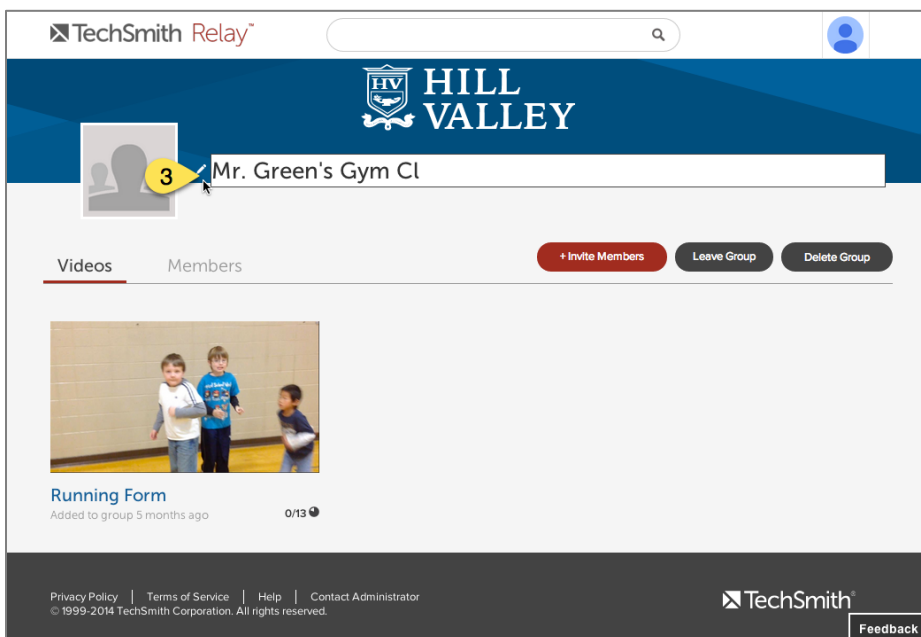 TechSmith Relay™
HV HILL
VALLEY
3
Mr. Green's Gym Cl
Videos
Members
+ Invite Members
Leave Group
Delete Group
Running Form
Added to group 5 months ago
0/13
Privacy Policy | Terms of Service | Help | Contact Administrator
© 1999-2014 TechSmith Corporation. All rights reserved.
TechSmith®
Feedback